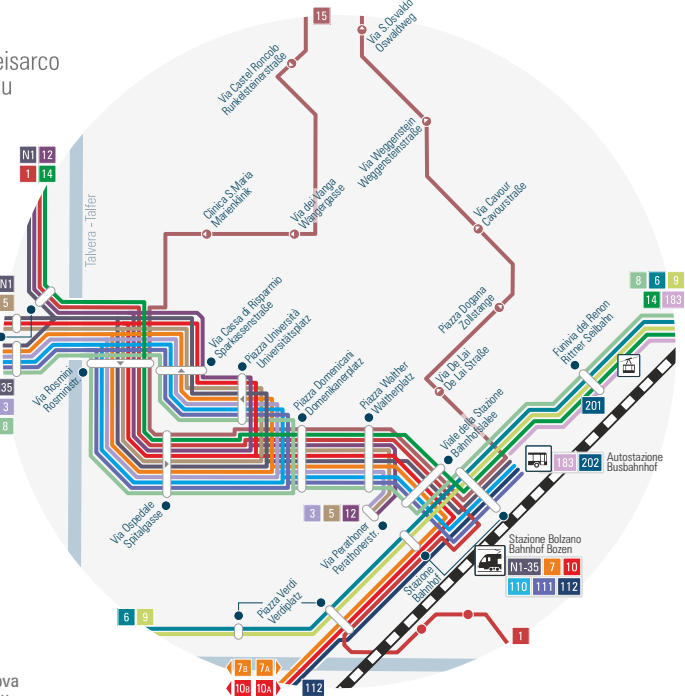 eisarco
u
15
Via S.Osvaldo
Oswaldweg
Via Castel Roncolo
Runkelsteinerstraße
Via Weggenstein
Weggensteinstraße
N1 12
1 14
Talvera - Talfer
Clinica S.Maria
Marienklinik
Via dei Vanga
Wangergasse
Via Cavour
Cavourstraße
N1
5
Via Cassa di Risparmio
Sparkassenstraße
Piazza Università
Universitätsplatz
Piazza Dogana
Zollstange
8 6 9
14 183
Funivia del Renon
Rittner Seilbahn
Piazza Domenicani
Dominikanerplatz
Piazza Walther
Waltherplatz
Via De Lai
De Lai Straße
35
3
8
Via Rosmini
Rosministr.
201
Viale della Stazione
Bahnhofsallee
183 202
Autostazione
Busbahnhof
Via Ospedale
Spitalgasse
3 5 12
Via Perathoner
Perathonerstr.
Stazione
Bahnhof
Stazione Bolzano
Bahnhof Bozen
N1-35 7 10
110 111 112
Piazza Verdi
Verdiplatz
6 9
1
7B 7A
10B 10A
112
ova